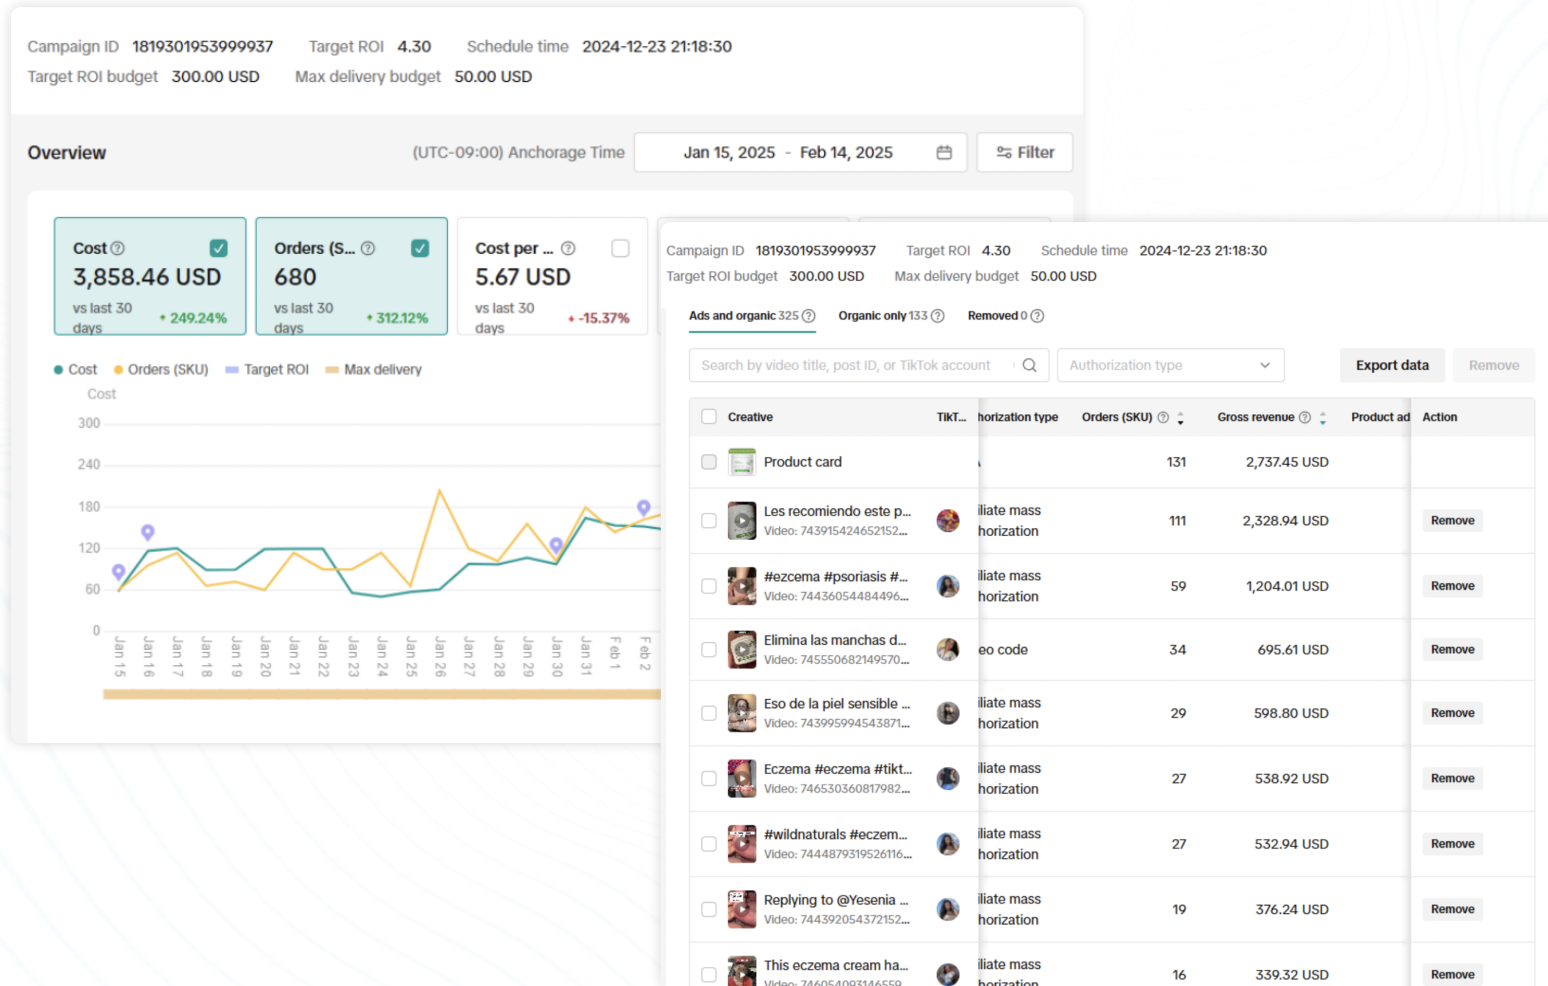 Campaign ID 1819301953999937 Target ROI 4.30 Schedule time 2024-12-23 21:18:30
Target ROI budget 300.00 USD Max delivery budget 50.00 USD
Overview (UTC-09:00) Anchorage Time Jan 15, 2025 - Feb 14, 2025 Filter
Cost Orders (S... Cost per ...
3,858.46 USD 680 5.67 USD
vs last 30 days 249.24% vs last 30 days 312.12% vs last 30 days -15.37%
Cost Orders (SKU) Target ROI Max delivery
Cost
300
240
180
120
60
0
Jan 15 Jan 16 Jan 17 Jan 18 Jan 19 Jan 20 Jan 21 Jan 22 Jan 23 Jan 24 Jan 25 Jan 26 Jan 27 Jan 28 Jan 29 Jan 30 Jan 31 Feb 1 Feb 2
Campaign ID 1819301953999937 Target ROI 4.30 Schedule time 2024-12-23 21:18:30
Target ROI budget 300.00 USD Max delivery budget 50.00 USD
Ads and organic 325 Organic only 133 Removed 0
Search by video title, post ID, or TikTok account Authorization type Export data Remove
Creative TikT... horization type Orders (SKU) Gross revenue Product ad Action
Product card 131 2,737.45 USD
Les recomiendo este p... iliate mass
Video: 743915424652152... horization 111 2,328.94 USD Remove
#ezcema #psoriasis #... iliate mass
Video: 74436054484496... horization 59 1,204.01 USD Remove
Elimina las manchas d...
Video: 745550682149570... eo code 34 695.61 USD Remove
Eso de la piel sensible ... iliate mass
Video: 743995994543871... horization 29 598.80 USD Remove
Eczema #eczema #tikt... iliate mass
Video: 746530360817982... horization 27 538.92 USD Remove
#wildnaturals #eczem... iliate mass
Video: 7444879319526116... horization 27 532.94 USD Remove
Replying to @Yesenia ... iliate mass
Video: 744392054372152... horization 19 376.24 USD Remove
This eczema cream ha... iliate mass
Video: 746054093146559... horization 16 339.32 USD Remove